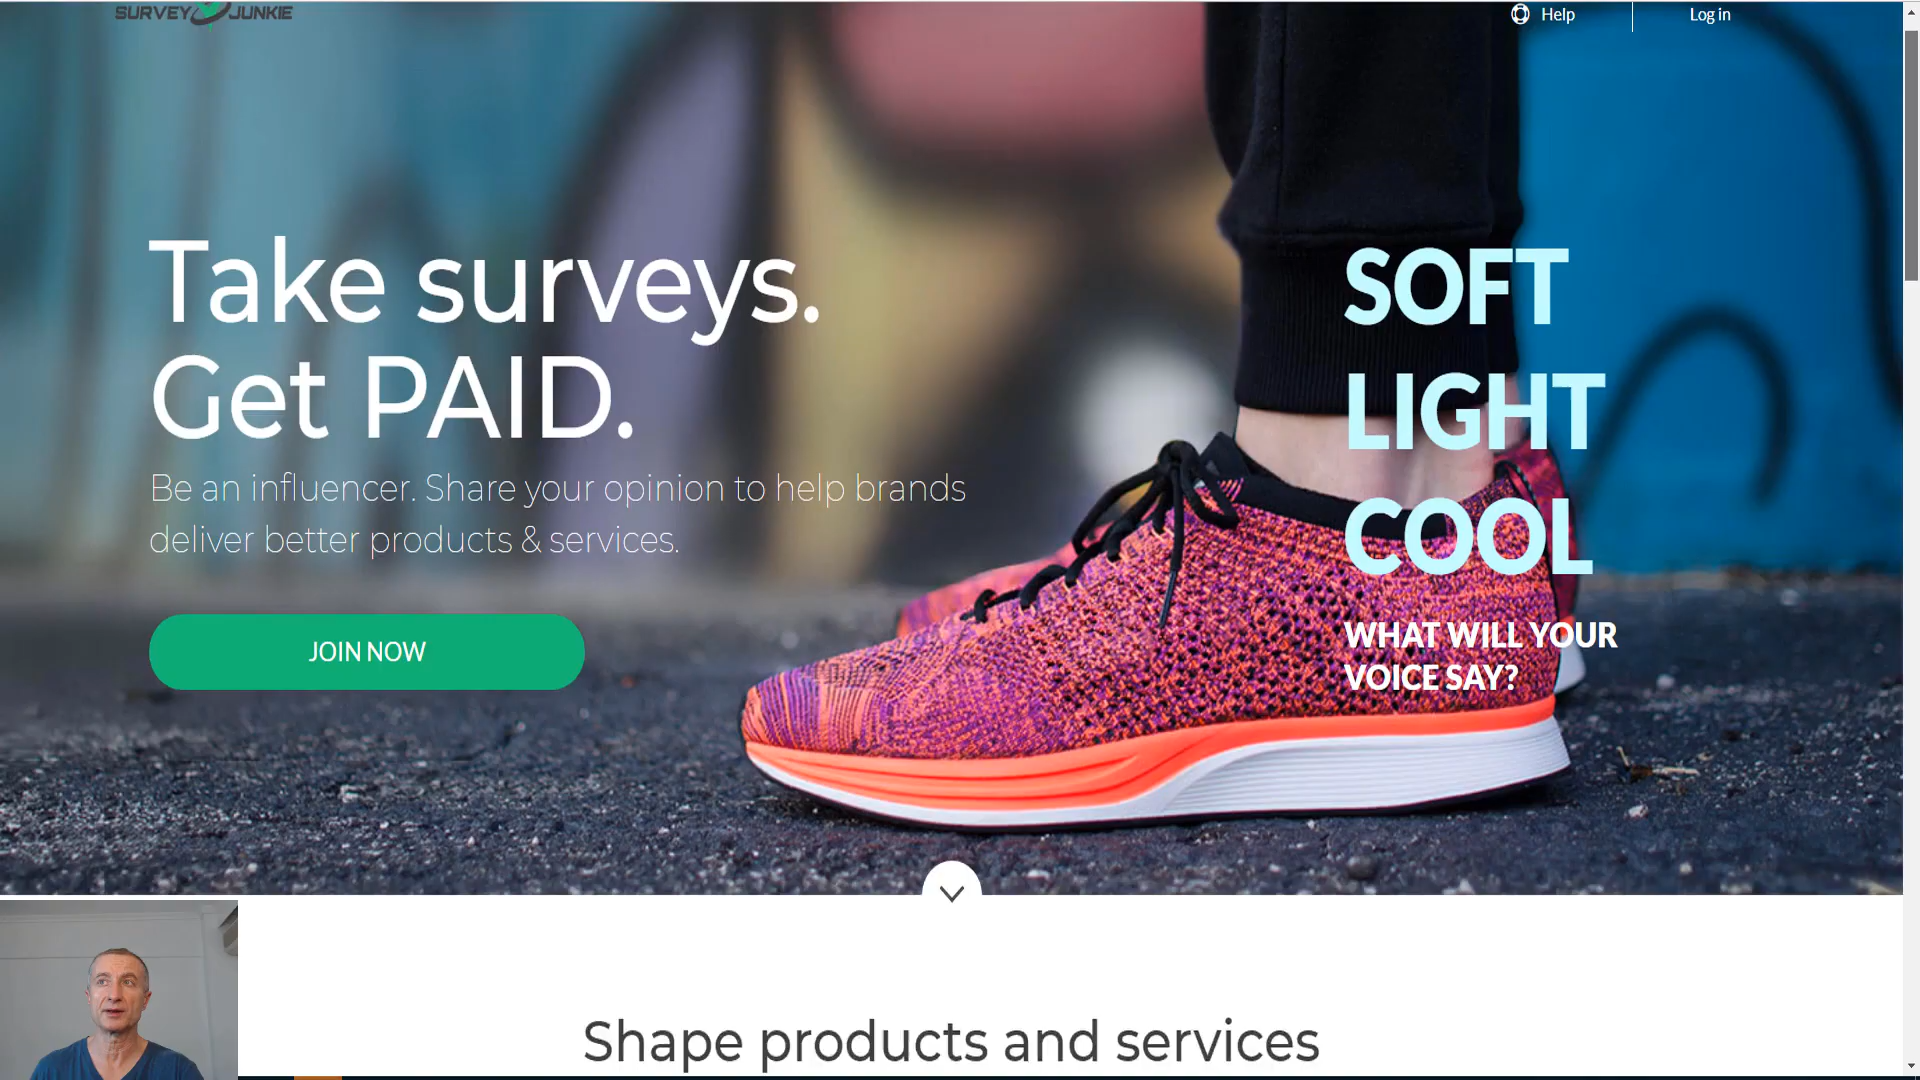 SURVEY JUNKIE
Help
Log in
Take surveys.
Get PAID.
Be an influencer. Share your opinion to help brands
deliver better products & services.
JOIN NOW
SOFT
LIGHT
COOL
WHAT WILL YOUR
VOICE SAY?
Shape products and services